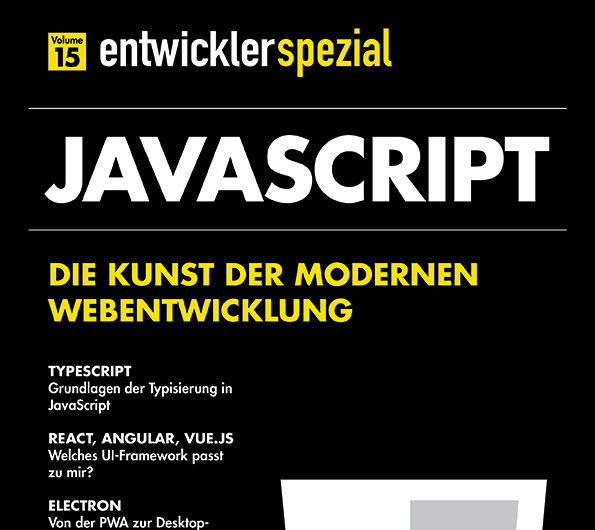 Volume
15
entwicklerspezial
JAVASCRIPT
DIE KUNST DER MODERNEN
WEBENTWICKLUNG
TYPESCRIPT
Grundlagen der Typisierung in
JavaScript
REACT, ANGULAR, VUE.JS
Welches UI-Framework passt
zu mir?
ELECTRON
Von der PWA zur Desktop-